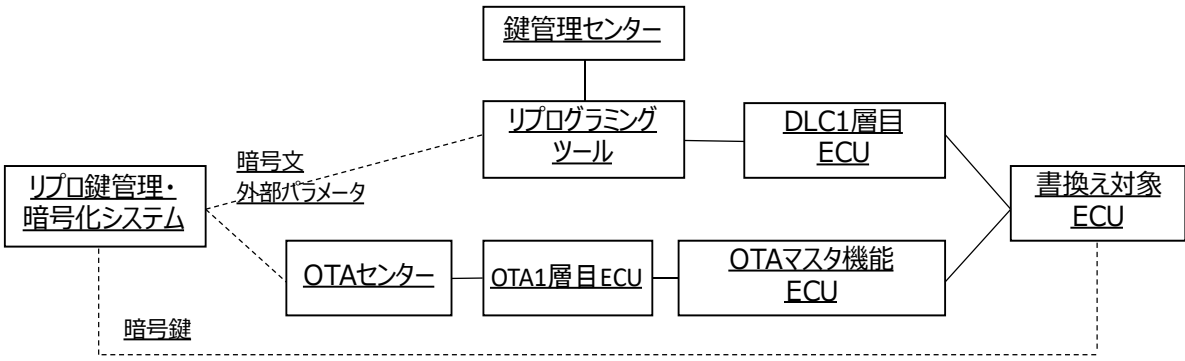 鍵管理センター
リプログラミング
ツール
DLC1層目
ECU
暗号文
外部パラメータ
リプロ鍵管理・
暗号化システム
書換え対象
ECU
OTAセンター
OTA1層目ECU
OTAマスタ機能
ECU
暗号鍵